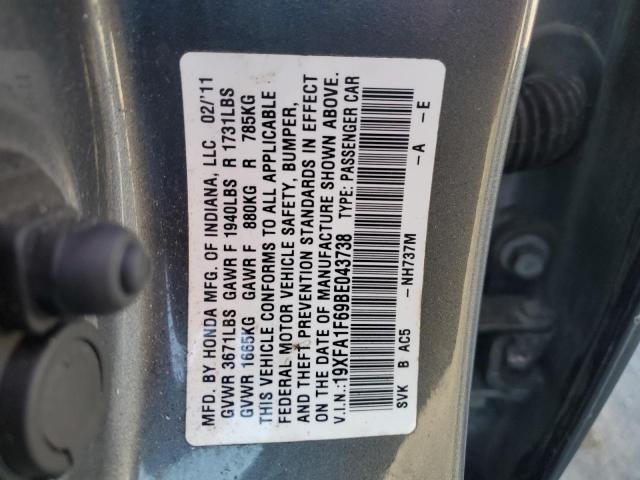 MFD. BY HONDA MFG. OF INDIANA, LLC 02/'11
GVWR 3671LBS GAWR F 1940LBS R 1731LBS
GVWR 1665KG GAWR F 880KG R 785KG
THIS VEHICLE CONFORMS TO ALL APPLICABLE
FEDERAL MOTOR VEHICLE SAFETY, BUMPER,
AND THEFT PREVENTION STANDARDS IN EFFECT
ON THE DATE OF MANUFACTURE SHOWN ABOVE.
V.I.N.:19XFA1F69BE043738 TYPE: PASSENGER CAR
SVK B AC5 -NH737M -A -E